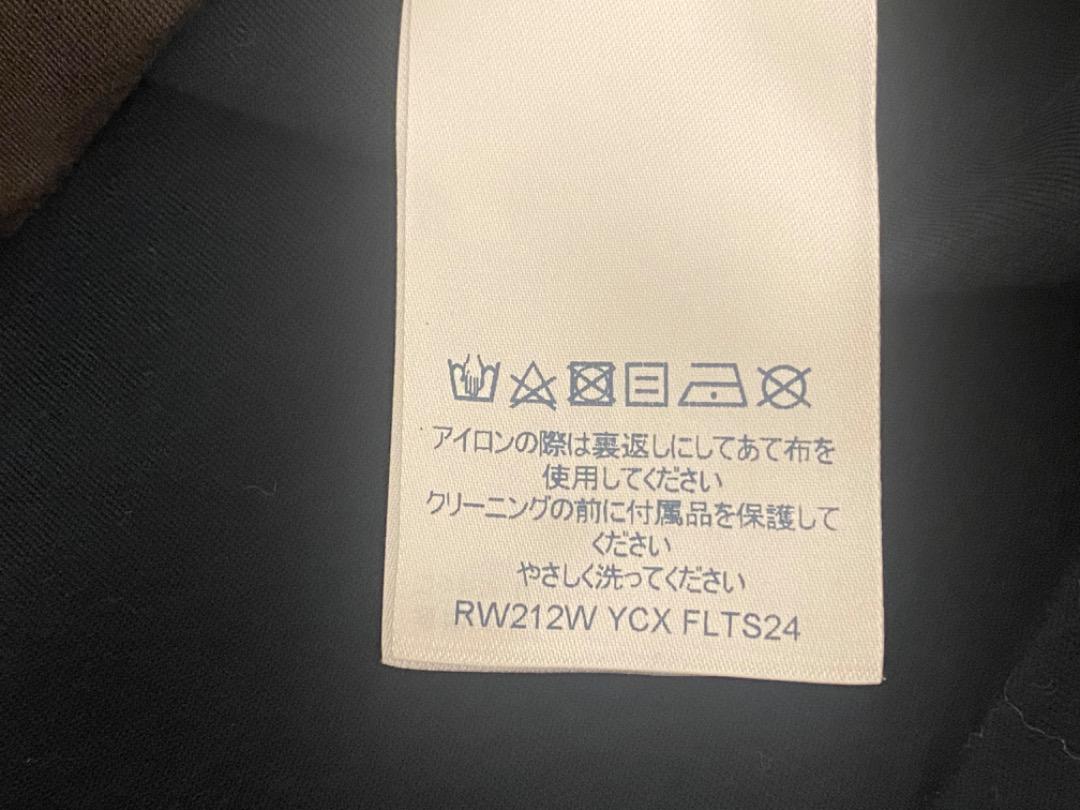 アイロンの際は裏返しにしてあて布を
使用してください
クリーニングの前に付属品を保護して
ください
やさしく洗ってください
RW212W YCX FLTS24